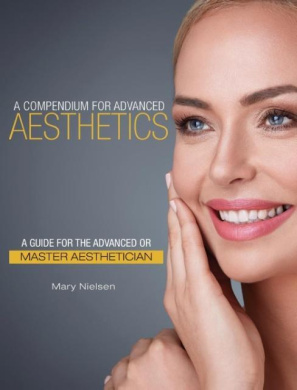 A COMPENDIUM FOR ADVANCED
AESTHETICS
A GUIDE FOR THE ADVANCED OR
MASTER AESTHETICIAN
Mary Nielsen